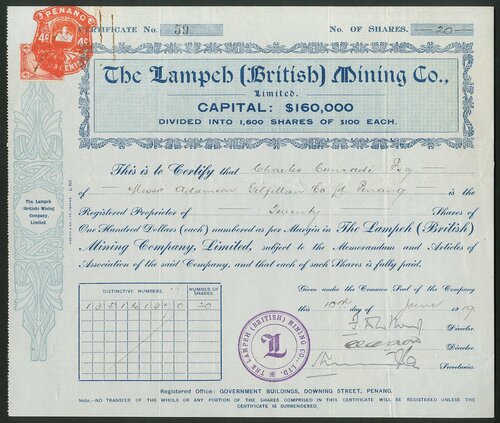 PENANG
4c 4c
CERTIFICATE No. 59 No. OF SHARES. -20-
The Lampeh (British) Mining Co.,
Limited.
CAPITAL: $160,000
DIVIDED INTO 1,600 SHARES OF $100 EACH.
This is to Certify that Charles Cunradi Esq
of Messrs Adamson Gilfillan Co Ld Penang is the
Registered Proprietor of Twenty Shares of
One Hundred Dollars (each) numbered as per Margin in The Lampeh (British)
Mining Company, Limited, subject to the Memorandum and Articles of
Association of the said Company, and that each of such Shares is fully paid.
The Lampeh
(British) Mining
Company,
Limited.
Given under the Common Seal of the Company
this 10th day of June 1919
DISTINCTIVE NUMBERS.
NUMBER OF SHARES.
20
Director.
Director.
Secretaries.
THE LAMPEH (BRITISH) MINING CO., LTD.
L
Registered Office: GOVERNMENT BUILDINGS, DOWNING STREET, PENANG.
NOTE.—NO TRANSFER OF THE WHOLE OR ANY PORTION OF THE SHARES COMPRISED IN THIS CERTIFICATE WILL BE REGISTERED UNLESS THE
CERTIFICATE IS SURRENDERED.